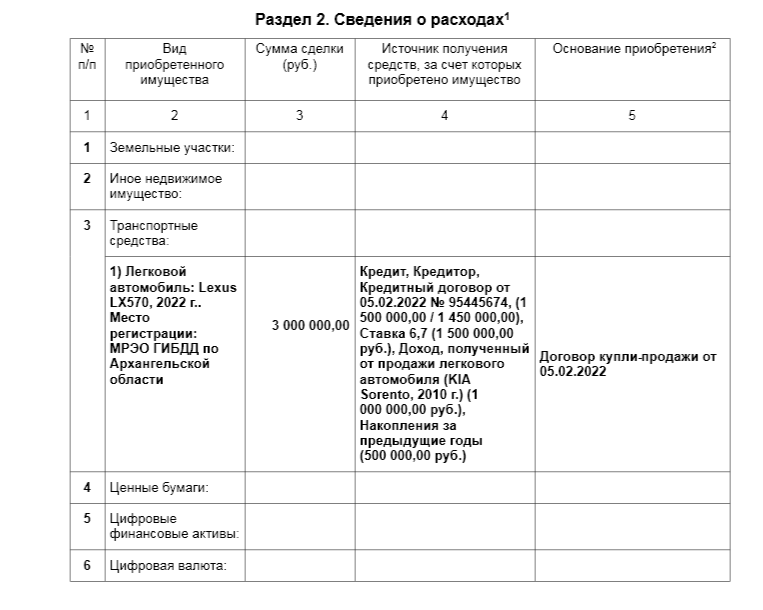 Раздел 2. Сведения о расходах1
№ п/п
Вид
приобретенного
имущества
Сумма сделки
(руб.)
Источник получения
средств, за счет которых
приобретено имущество
Основание приобретения2
1 2 3 4 5
1 Земельные участки:
2 Иное недвижимое
имущество:
3 Транспортные
средства:
1) Легковой
автомобиль: Lexus
LX570, 2022 г..
Место
регистрации:
МРЭО ГИБДД по
Архангельской
области
3 000 000,00
Кредит, Кредитор,
Кредитный договор от
05.02.2022 № 95445674, (1
500 000,00 / 1 450 000,00),
Ставка 6,7 (1 500 000,00
руб.), Доход, полученный
от продажи легкового
автомобиля (KIA
Sorento, 2010 г.) (1
000 000,00 руб.),
Накопления за
предыдущие годы
(500 000,00 руб.)
Договор купли-продажи от
05.02.2022
4 Ценные бумаги:
5 Цифровые
финансовые активы:
6 Цифровая валюта: